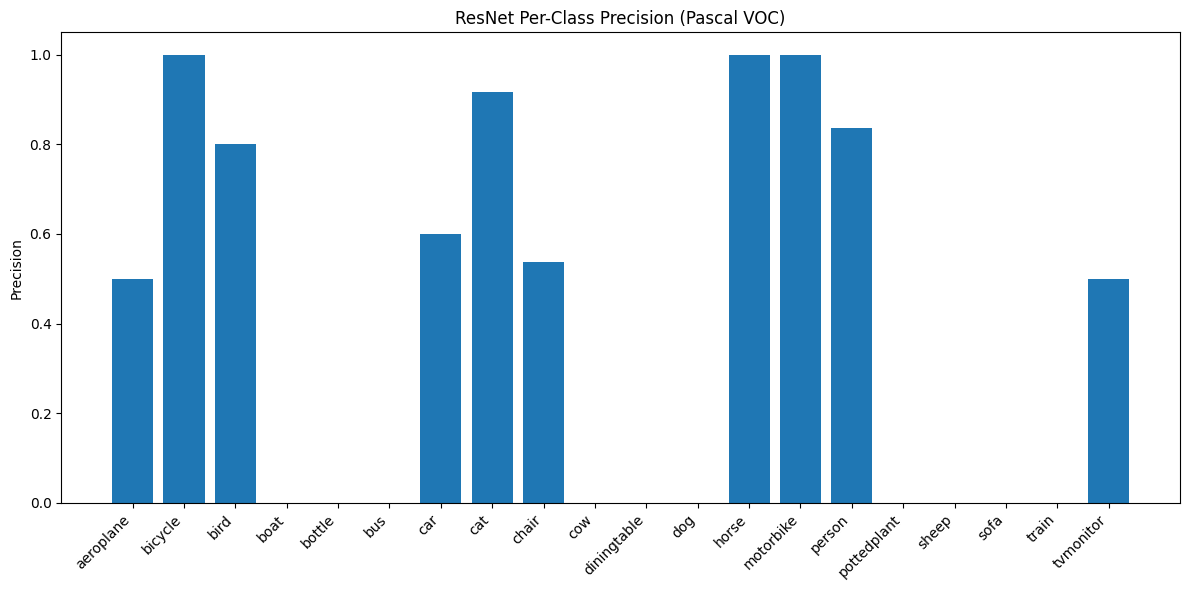 ResNet Per-Class Precision (Pascal VOC)
Precision
1.0
0.8
0.6
0.4
0.2
0.0
aeroplane
bicycle
bird
boat
bottle
bus
car
cat
chair
cow
diningtable
dog
horse
motorbike
person
pottedplant
sheep
sofa
train
tvmonitor